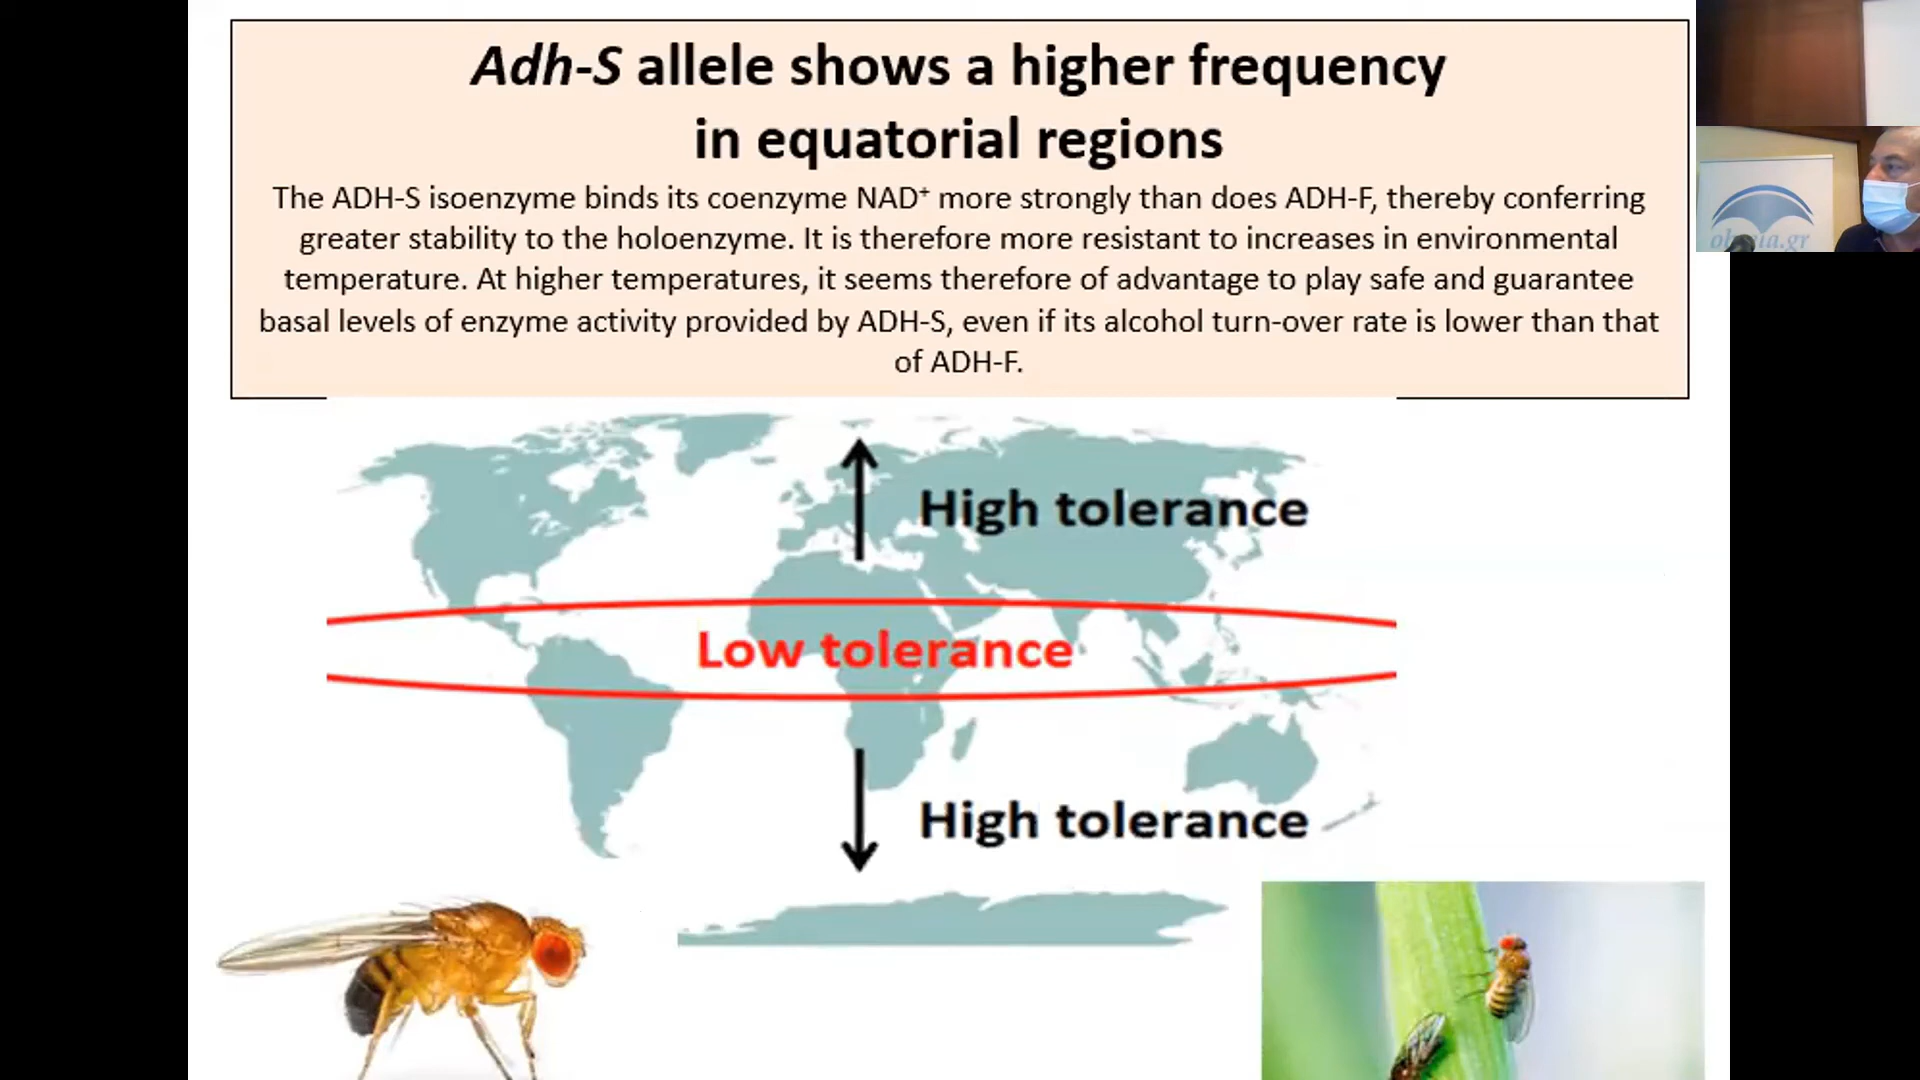 Adh-S allele shows a higher frequency
in equatorial regions
The ADH-S isoenzyme binds its coenzyme NAD⁺ more strongly than does ADH-F, thereby conferring
greater stability to the holoenzyme. It is therefore more resistant to increases in environmental
temperature. At higher temperatures, it seems therefore of advantage to play safe and guarantee
basal levels of enzyme activity provided by ADH-S, even if its alcohol turn-over rate is lower than that
of ADH-F.
High tolerance
Low tolerance
High tolerance